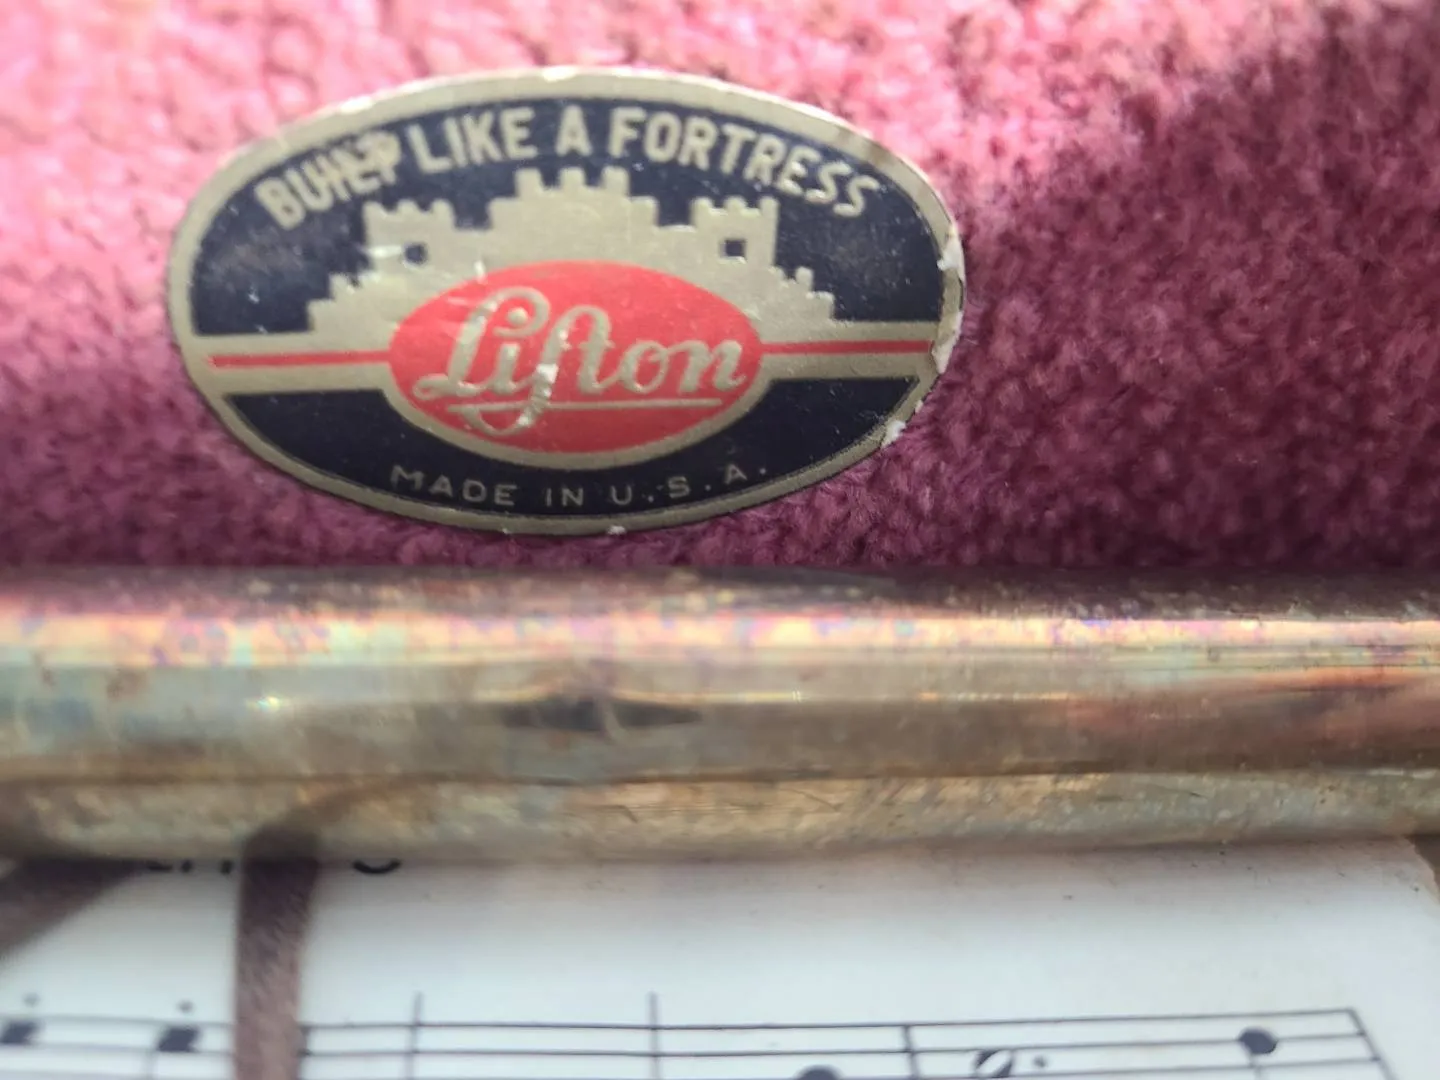 BUILT LIKE A FORTRESS
Lifton
MADE IN U.S.A.